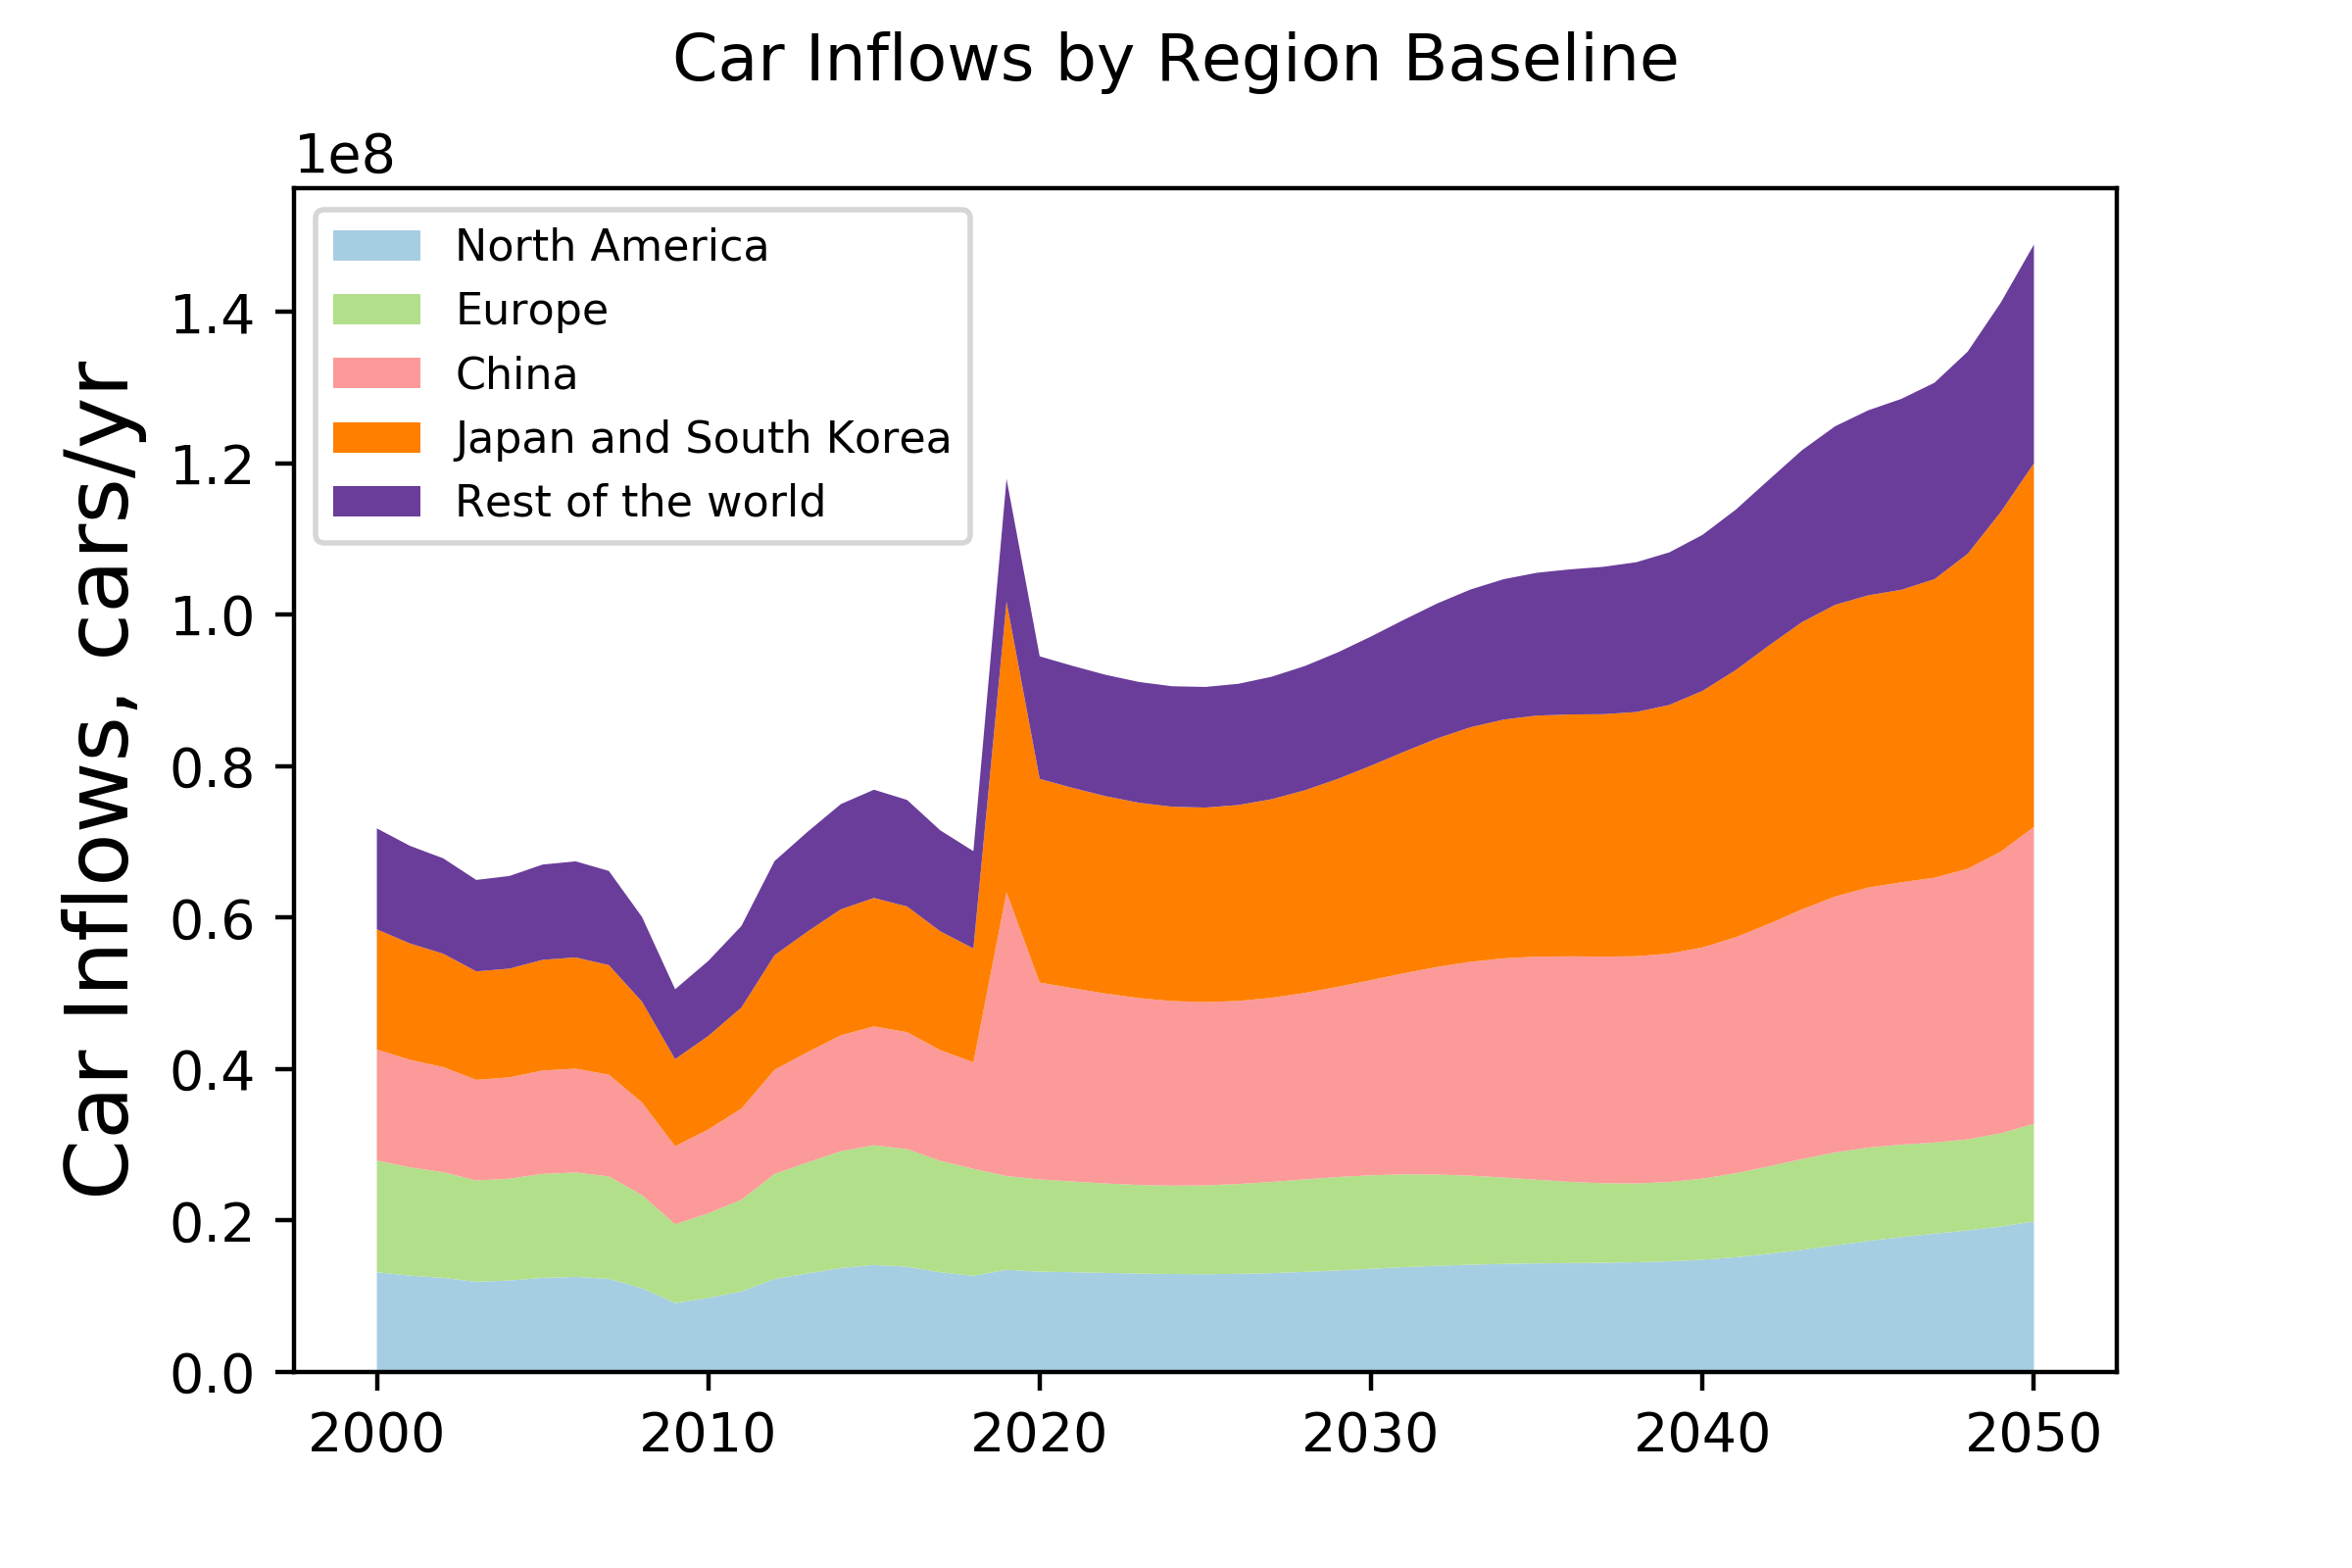 Car Inflows by Region Baseline
1e8
North America
Europe
China
Japan and South Korea
Rest of the world
Car Inflows, cars/yr
1.4
1.2
1.0
0.8
0.6
0.4
0.2
0.0
2000 2010 2020 2030 2040 2050